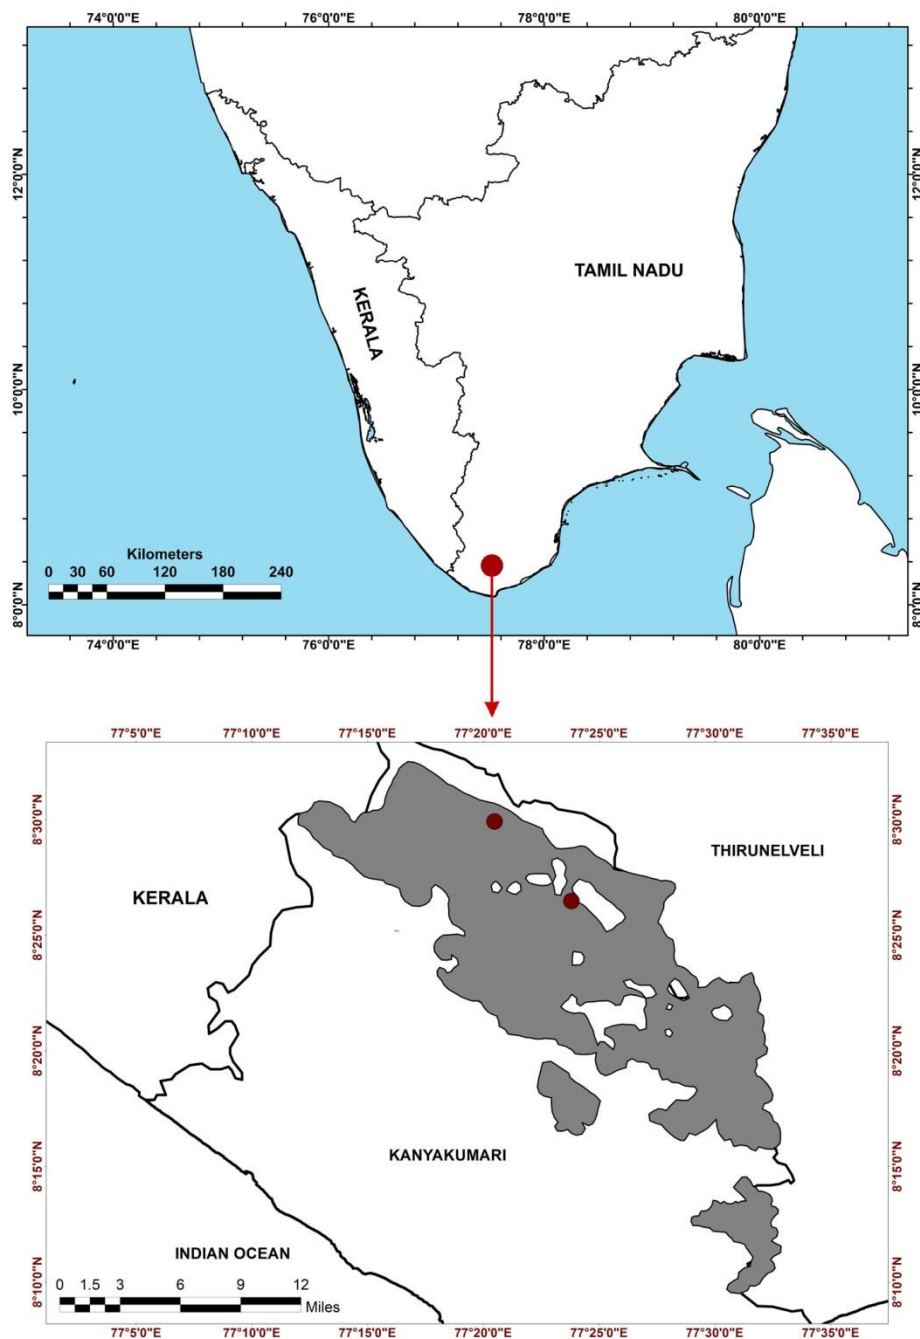 74°0'0"E 76°0'0"E 78°0'0"E 80°0'0"E
12°0'0"N
10°0'0"N
8°0'0"N
12°0'0"N
10°0'0"N
8°0'0"N
TAMIL NADU
KERALA
Kilometers
0 30 60 120 180 240
74°0'0"E 76°0'0"E 78°0'0"E 80°0'0"E
77°5'0"E 77°10'0"E 77°15'0"E 77°20'0"E 77°25'0"E 77°30'0"E 77°35'0"E
8°30'0"N
8°25'0"N
8°20'0"N
8°15'0"N
8°10'0"N
8°30'0"N
8°25'0"N
8°20'0"N
8°15'0"N
8°10'0"N
THIRUNELVELI
KERALA
KANYAKUMARI
INDIAN OCEAN
0 1.5 3 6 9 12
Miles
77°5'0"E 77°10'0"E 77°15'0"E 77°20'0"E 77°25'0"E 77°30'0"E 77°35'0"E